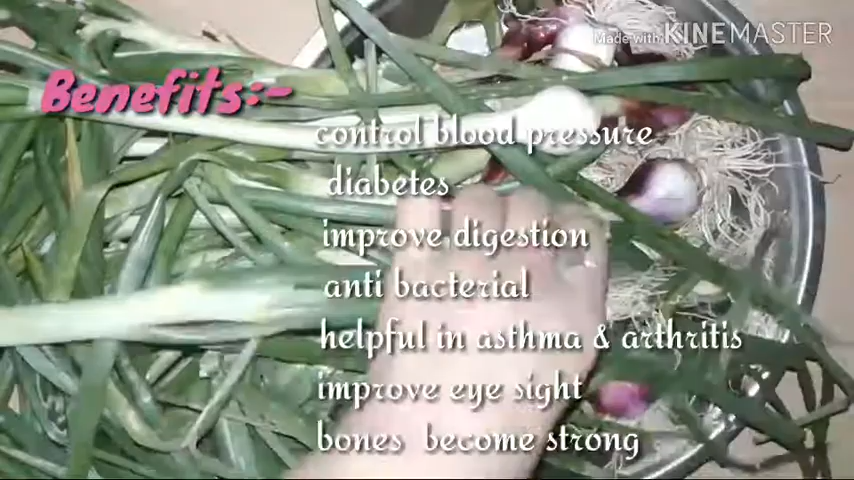 Made with KINEMASTER
Benefits:-
control blood pressure
diabetes
improve digestion
anti bacterial
helpful in asthma & arthritis
improve eye sight
bones become strong